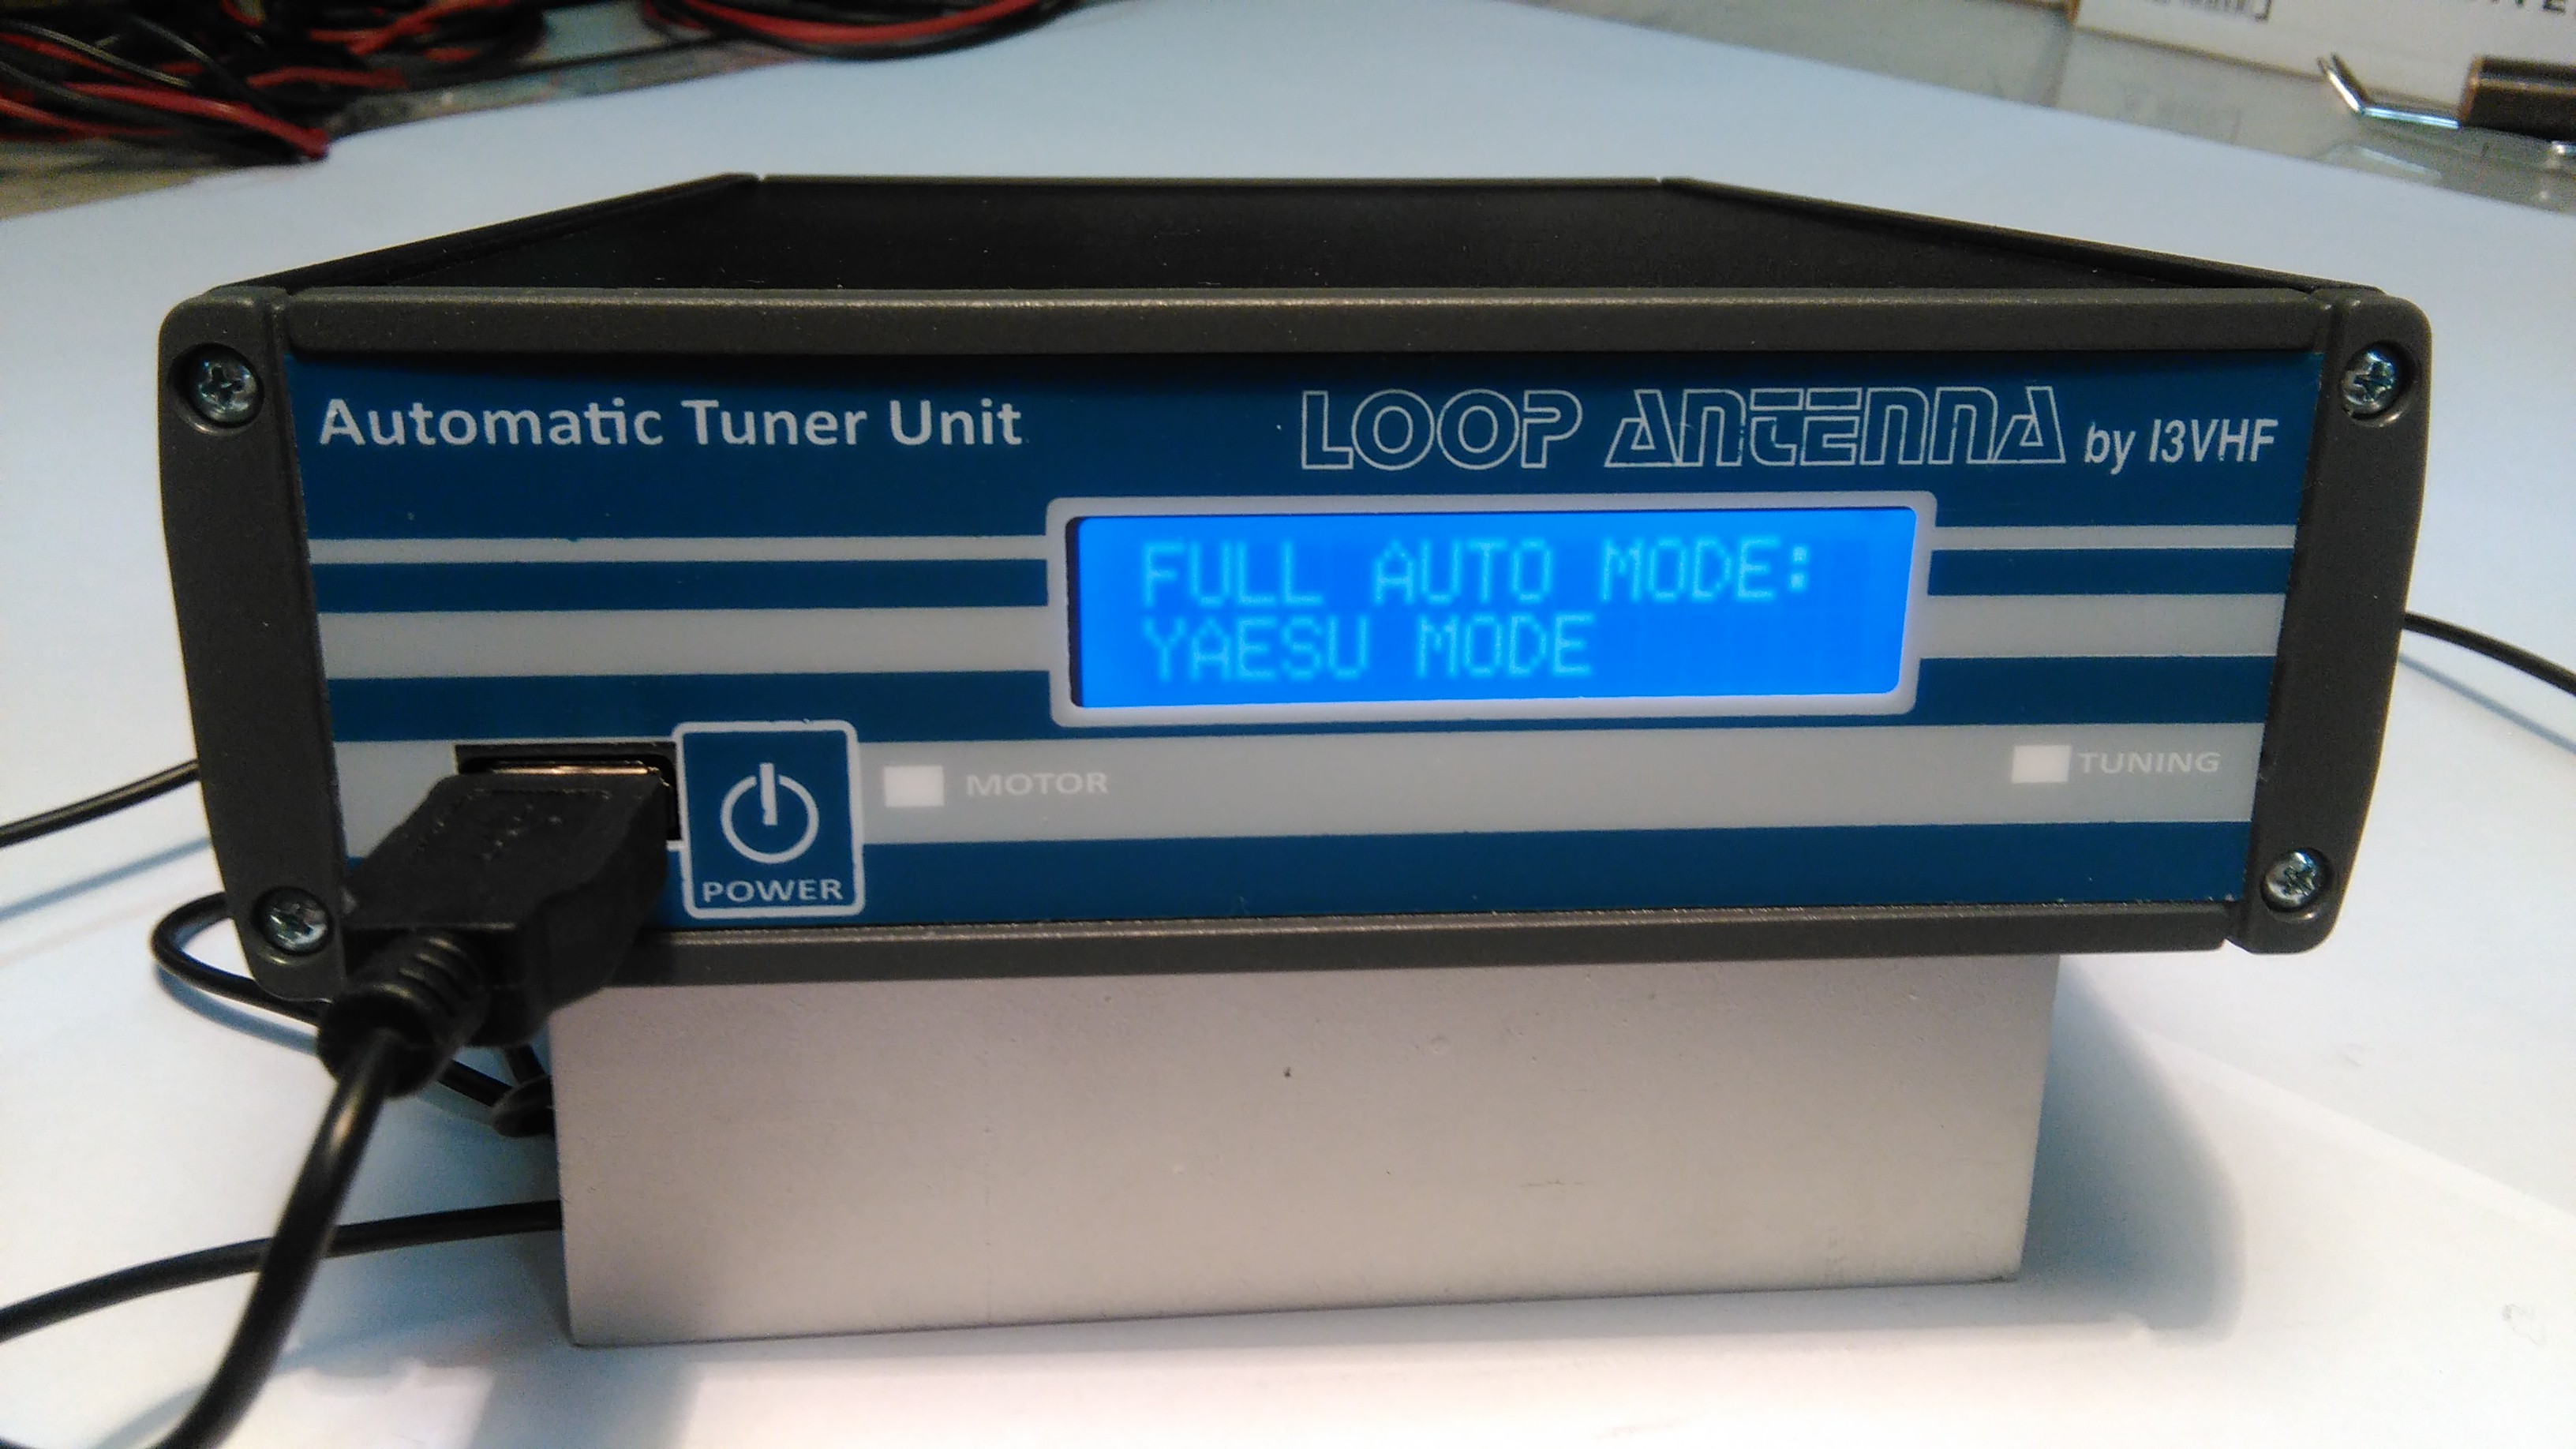 Automatic Tuner Unit
LOOP ANTENNA by I3VHF
FULL AUTO MODE:
YAESU MODE
POWER
MOTOR
TUNING